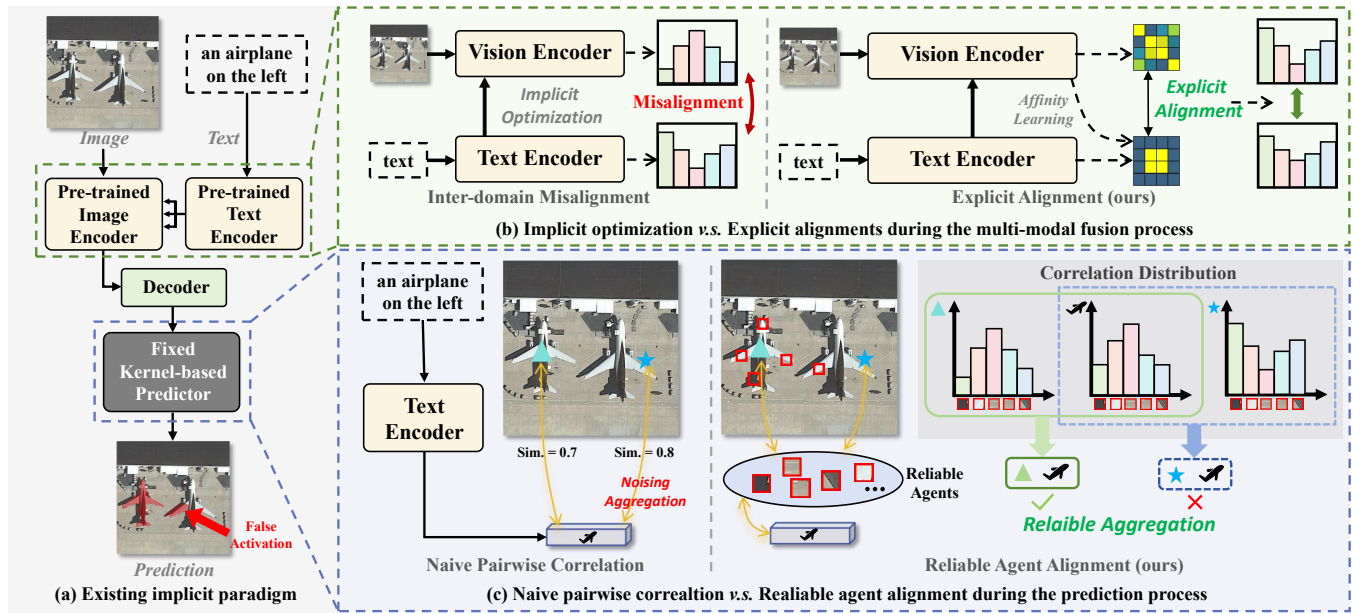 an airplane
on the left
Image
Text
Pre-trained
Image
Encoder
Pre-trained
Text
Encoder
Decoder
Fixed
Kernel-based
Predictor
False
Activation
Prediction
(a) Existing implicit paradigm
Vision Encoder
Implicit
Optimization
Misalignment
text
Text Encoder
Inter-domain Misalignment
Vision Encoder
Affinity
Learning
Explicit
Alignment
text
Text Encoder
Explicit Alignment (ours)
(b) Implicit optimization v.s. Explicit alignments during the multi-modal fusion process
an airplane
on the left
Text
Encoder
Sim. = 0.7
Sim. = 0.8
Noising
Aggregation
Naive Pairwise Correlation
Reliable
Agents
Correlation Distribution
Relaible Aggregation
Reliable Agent Alignment (ours)
(c) Naive pairwise correaltion v.s. Realiable agent alignment during the prediction process